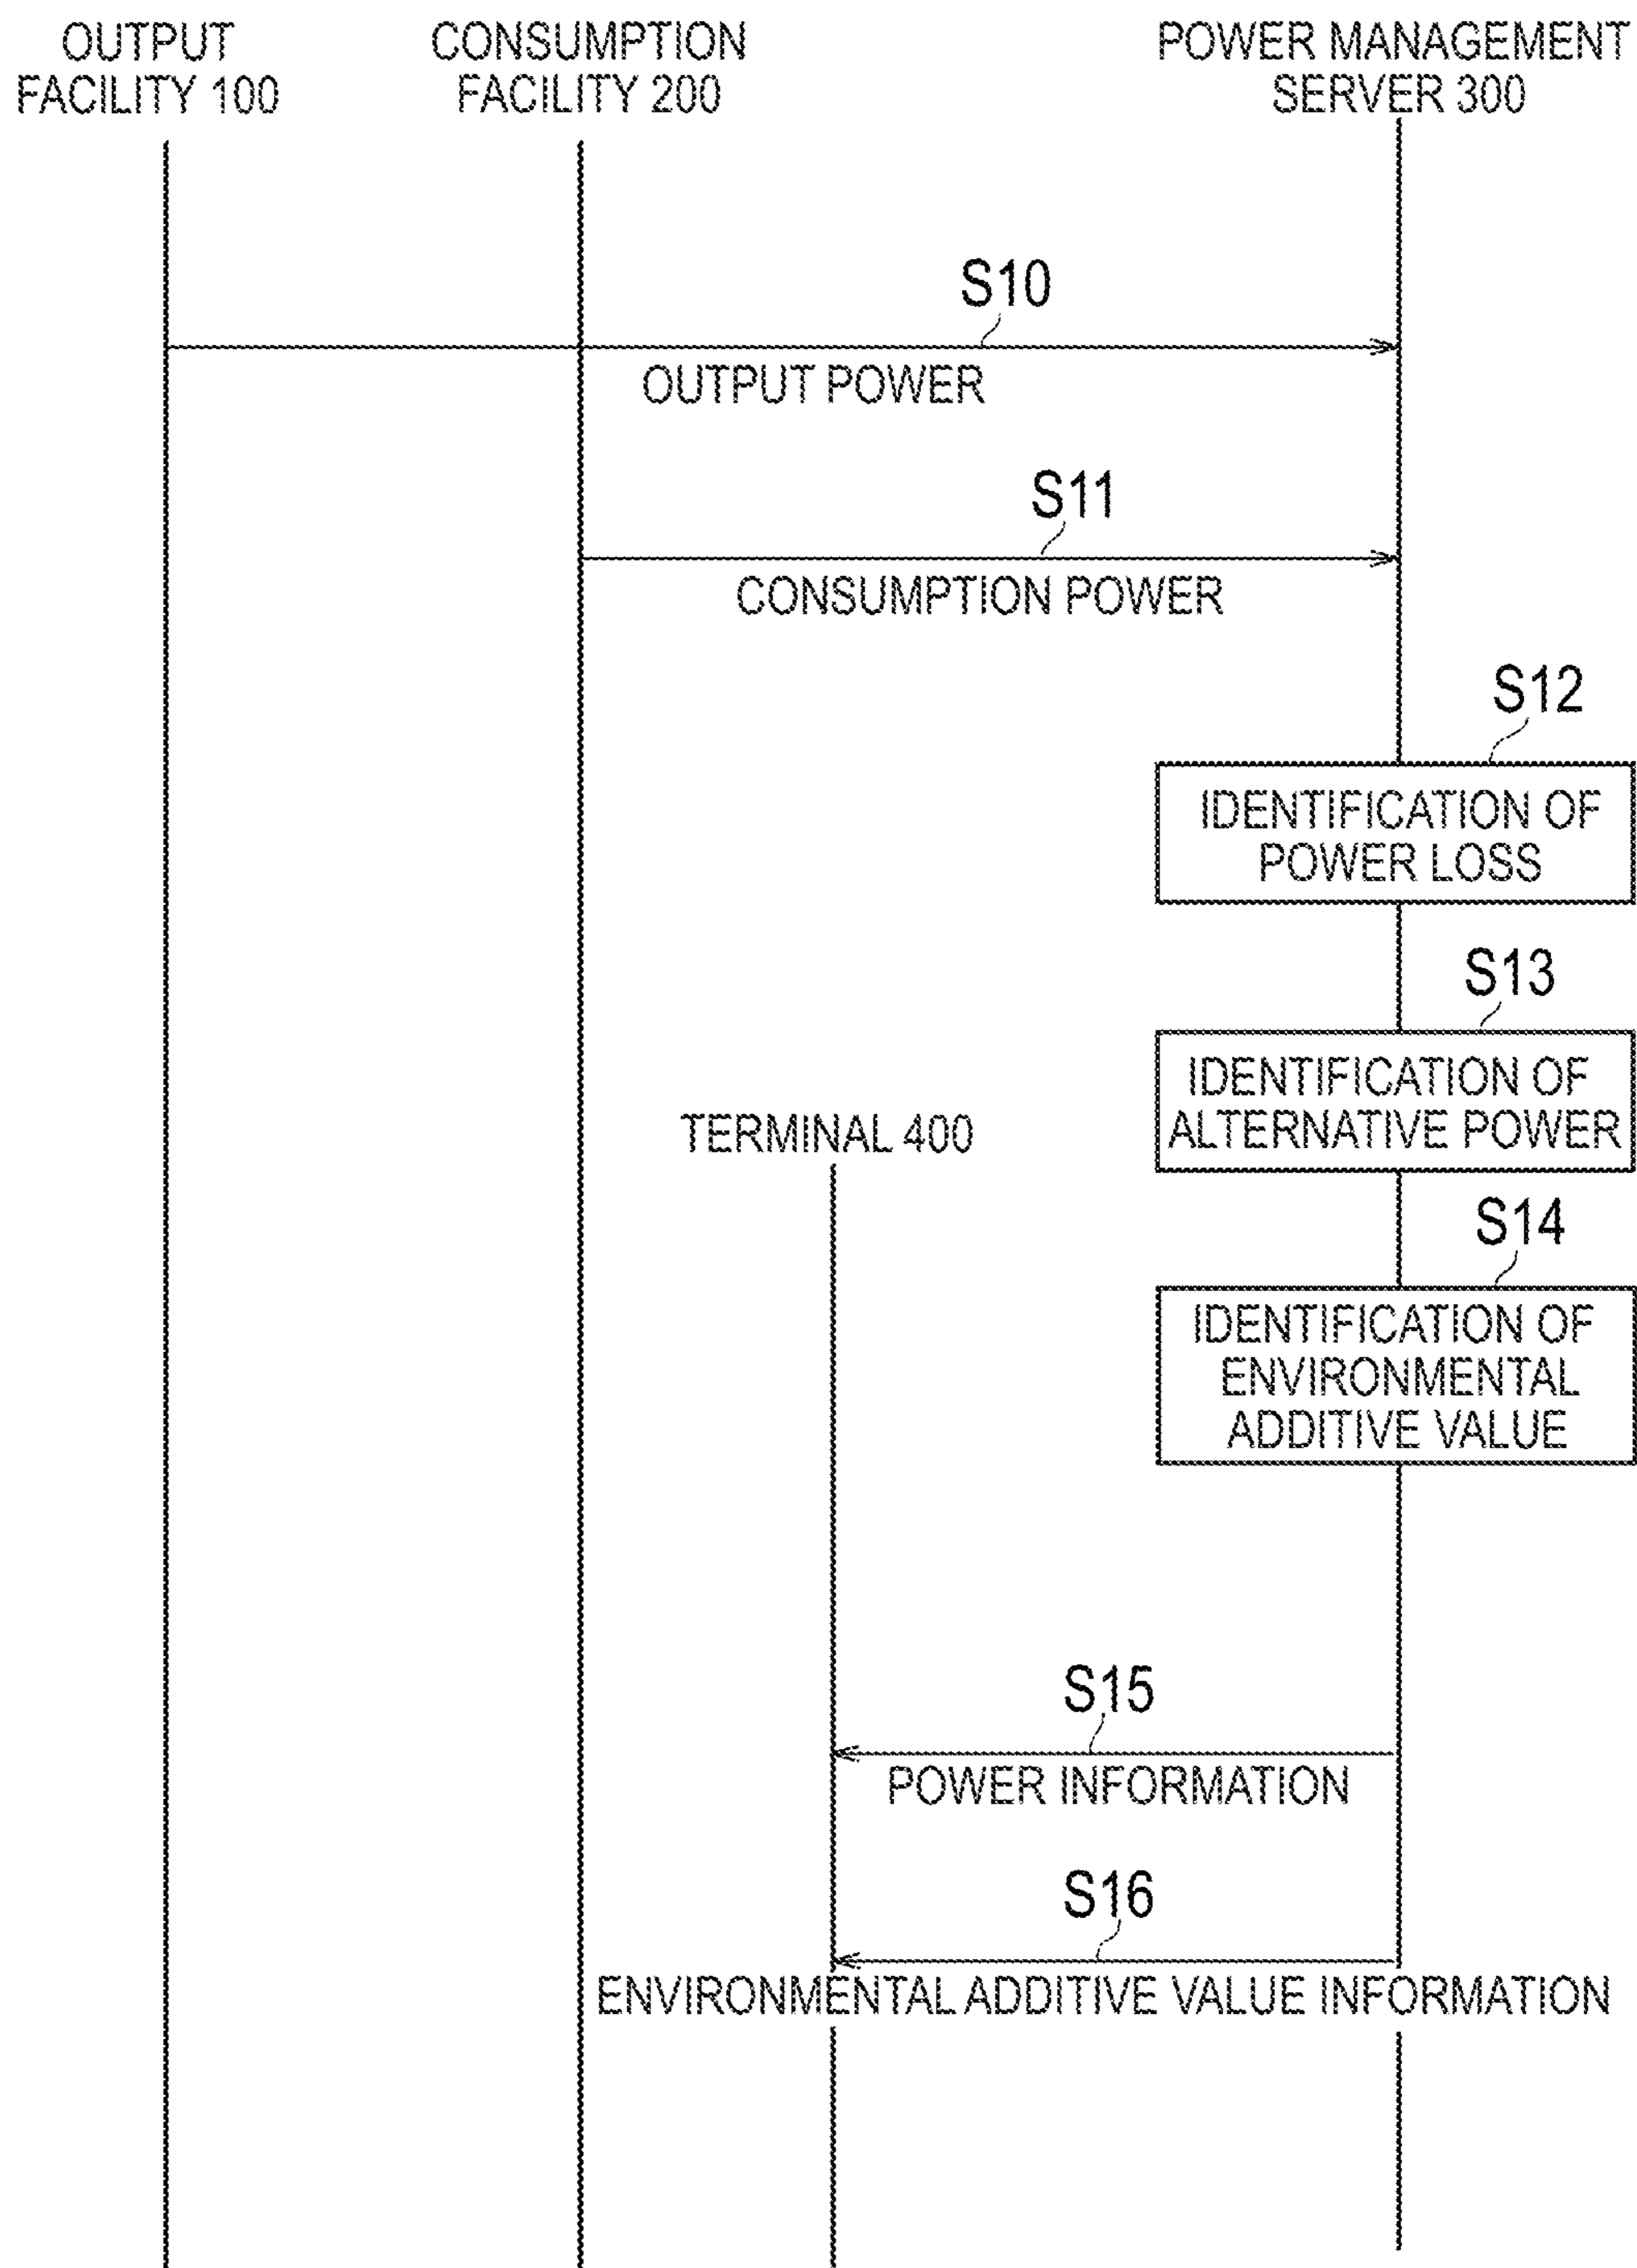 OUTPUT
FACILITY 100
CONSUMPTION
FACILITY 200
POWER MANAGEMENT
SERVER 300
S10
OUTPUT POWER
S11
CONSUMPTION POWER
S12
IDENTIFICATION OF
POWER LOSS
S13
IDENTIFICATION OF
ALTERNATIVE POWER
TERMINAL 400
S14
IDENTIFICATION OF
ENVIRONMENTAL
ADDITIVE VALUE
S15
POWER INFORMATION
S16
ENVIRONMENTAL ADDITIVE VALUE INFORMATION